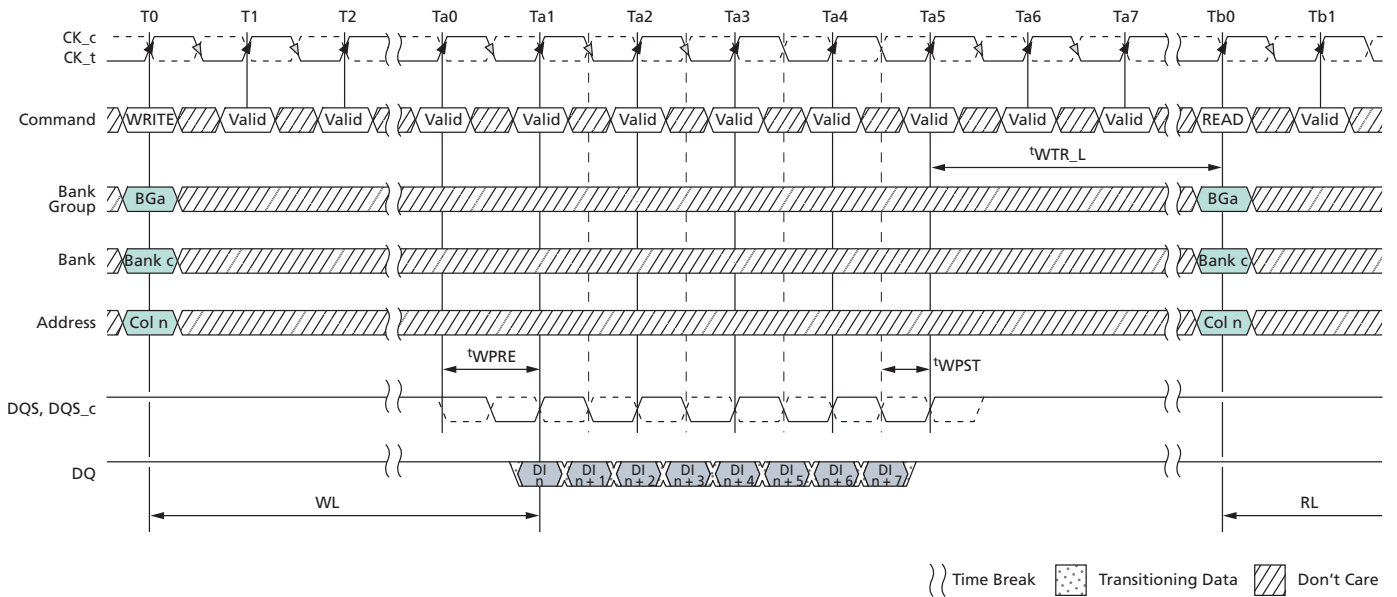 T0 T1 T2 Ta0 Ta1 Ta2 Ta3 Ta4 Ta5 Ta6 Ta7 Tb0 Tb1
CK_c
CK_t
Command WRITE Valid Valid Valid Valid Valid Valid Valid Valid Valid Valid READ Valid
tWTR_L
Bank
Group BGa BGa
Bank Bank c Bank c
Address Col n Col n
tWPRE tWPST
DQS, DQS_c
DQ DI n DI n + 1 DI n + 2 DI n + 3 DI n + 4 DI n + 5 DI n + 6 DI n + 7
WL RL
Time Break Transitioning Data Don't Care